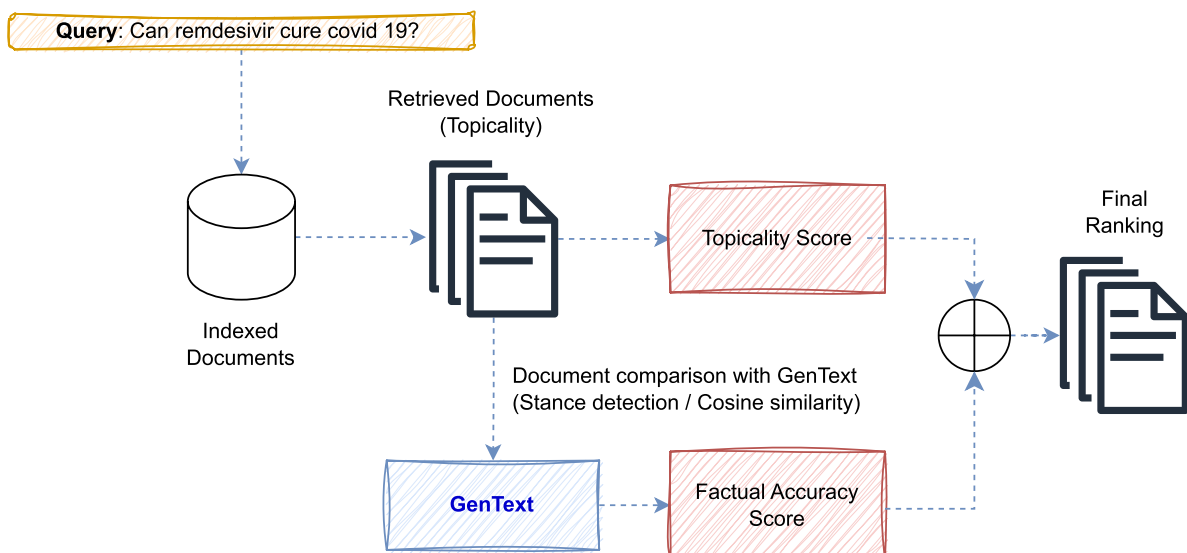 Query: Can remdesivir cure covid 19?
Retrieved Documents
(Topicality)
Indexed
Documents
Topicality Score
Final
Ranking
Document comparison with GenText
(Stance detection / Cosine similarity)
GenText
Factual Accuracy
Score